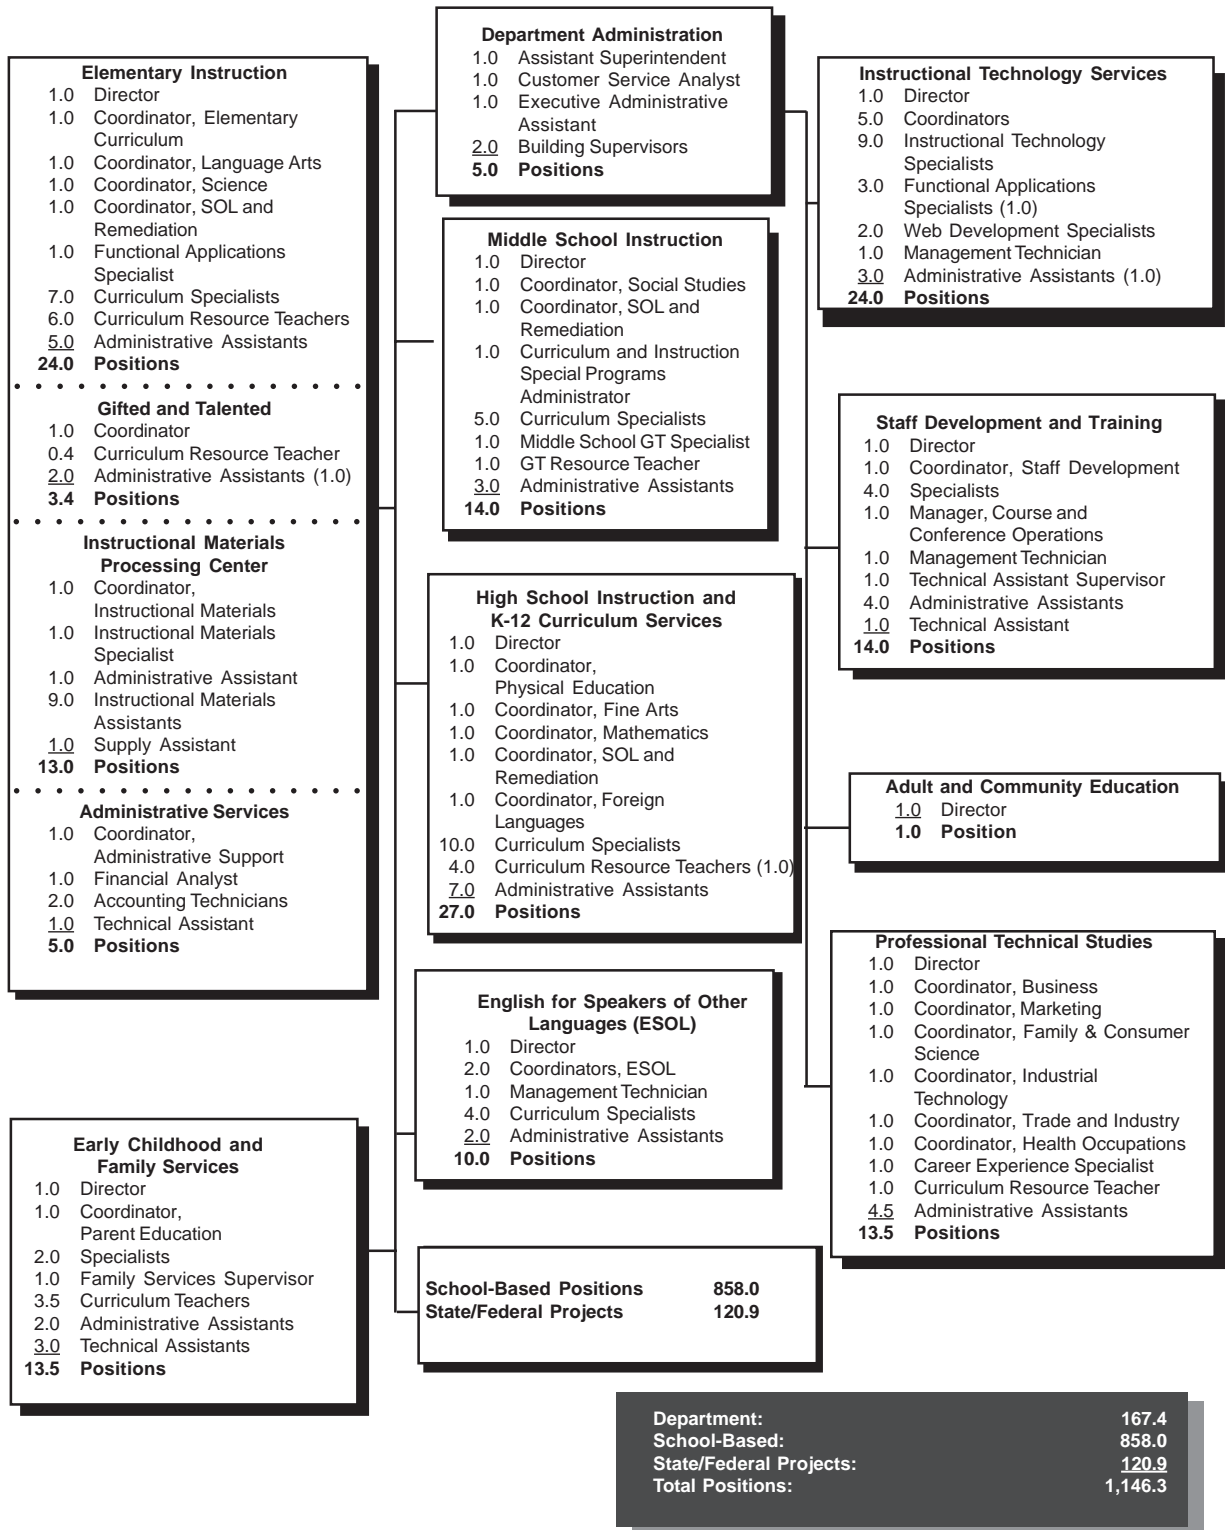 Department Administration
1.0 Assistant Superintendent
1.0 Customer Service Analyst
1.0 Executive Administrative
Assistant
2.0 Building Supervisors
5.0 Positions
Elementary Instruction
1.0 Director
1.0 Coordinator, Elementary
Curriculum
1.0 Coordinator, Language Arts
1.0 Coordinator, Science
1.0 Coordinator, SOL and
Remediation
1.0 Functional Applications
Specialist
7.0 Curriculum Specialists
6.0 Curriculum Resource Teachers
5.0 Administrative Assistants
24.0 Positions
Gifted and Talented
1.0 Coordinator
0.4 Curriculum Resource Teacher
2.0 Administrative Assistants (1.0)
3.4 Positions
Instructional Materials
Processing Center
1.0 Coordinator,
Instructional Materials
1.0 Instructional Materials
Specialist
1.0 Administrative Assistant
9.0 Instructional Materials
Assistants
1.0 Supply Assistant
13.0 Positions
Administrative Services
1.0 Coordinator,
Administrative Support
1.0 Financial Analyst
2.0 Accounting Technicians
1.0 Technical Assistant
5.0 Positions
Early Childhood and
Family Services
1.0 Director
1.0 Coordinator,
Parent Education
2.0 Specialists
1.0 Family Services Supervisor
3.5 Curriculum Teachers
2.0 Administrative Assistants
3.0 Technical Assistants
13.5 Positions
Middle School Instruction
1.0 Director
1.0 Coordinator, Social Studies
1.0 Coordinator, SOL and
Remediation
1.0 Curriculum and Instruction
Special Programs
Administrator
5.0 Curriculum Specialists
1.0 Middle School GT Specialist
1.0 GT Resource Teacher
3.0 Administrative Assistants
14.0 Positions
High School Instruction and
K-12 Curriculum Services
1.0 Director
1.0 Coordinator,
Physical Education
1.0 Coordinator, Fine Arts
1.0 Coordinator, Mathematics
1.0 Coordinator, SOL and
Remediation
1.0 Coordinator, Foreign
Languages
10.0 Curriculum Specialists
4.0 Curriculum Resource Teachers (1.0)
7.0 Administrative Assistants
27.0 Positions
English for Speakers of Other
Languages (ESOL)
1.0 Director
2.0 Coordinators, ESOL
1.0 Management Technician
4.0 Curriculum Specialists
2.0 Administrative Assistants
10.0 Positions
School-Based Positions 858.0
State/Federal Projects 120.9
Instructional Technology Services
1.0 Director
5.0 Coordinators
9.0 Instructional Technology
Specialists
3.0 Functional Applications
Specialists (1.0)
2.0 Web Development Specialists
1.0 Management Technician
3.0 Administrative Assistants (1.0)
24.0 Positions
Staff Development and Training
1.0 Director
1.0 Coordinator, Staff Development
4.0 Specialists
1.0 Manager, Course and
Conference Operations
1.0 Management Technician
1.0 Technical Assistant Supervisor
4.0 Administrative Assistants
1.0 Technical Assistant
14.0 Positions
Adult and Community Education
1.0 Director
1.0 Position
Professional Technical Studies
1.0 Director
1.0 Coordinator, Business
1.0 Coordinator, Marketing
1.0 Coordinator, Family & Consumer
Science
1.0 Coordinator, Industrial
Technology
1.0 Coordinator, Trade and Industry
1.0 Coordinator, Health Occupations
1.0 Career Experience Specialist
1.0 Curriculum Resource Teacher
4.5 Administrative Assistants
13.5 Positions
Department: 167.4
School-Based: 858.0
State/Federal Projects: 120.9
Total Positions: 1,146.3